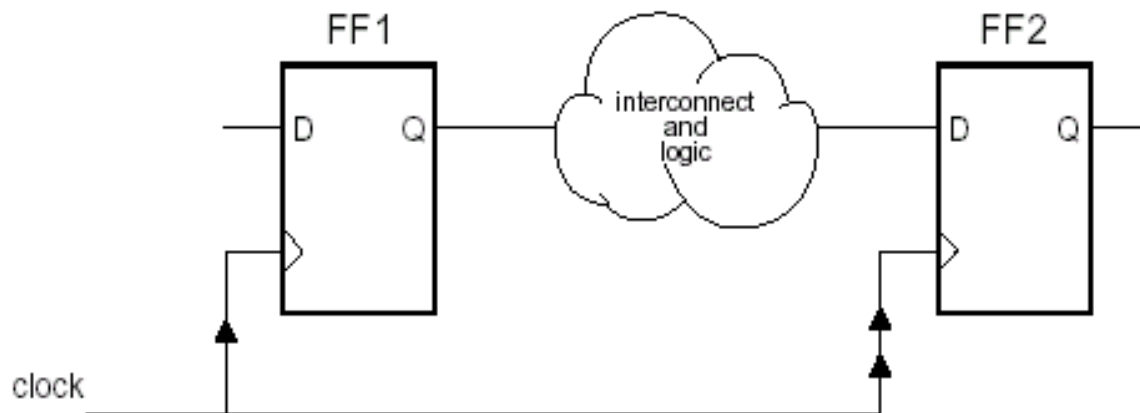 FF1
FF2
D
Q
interconnect
and
logic
D
Q
clock